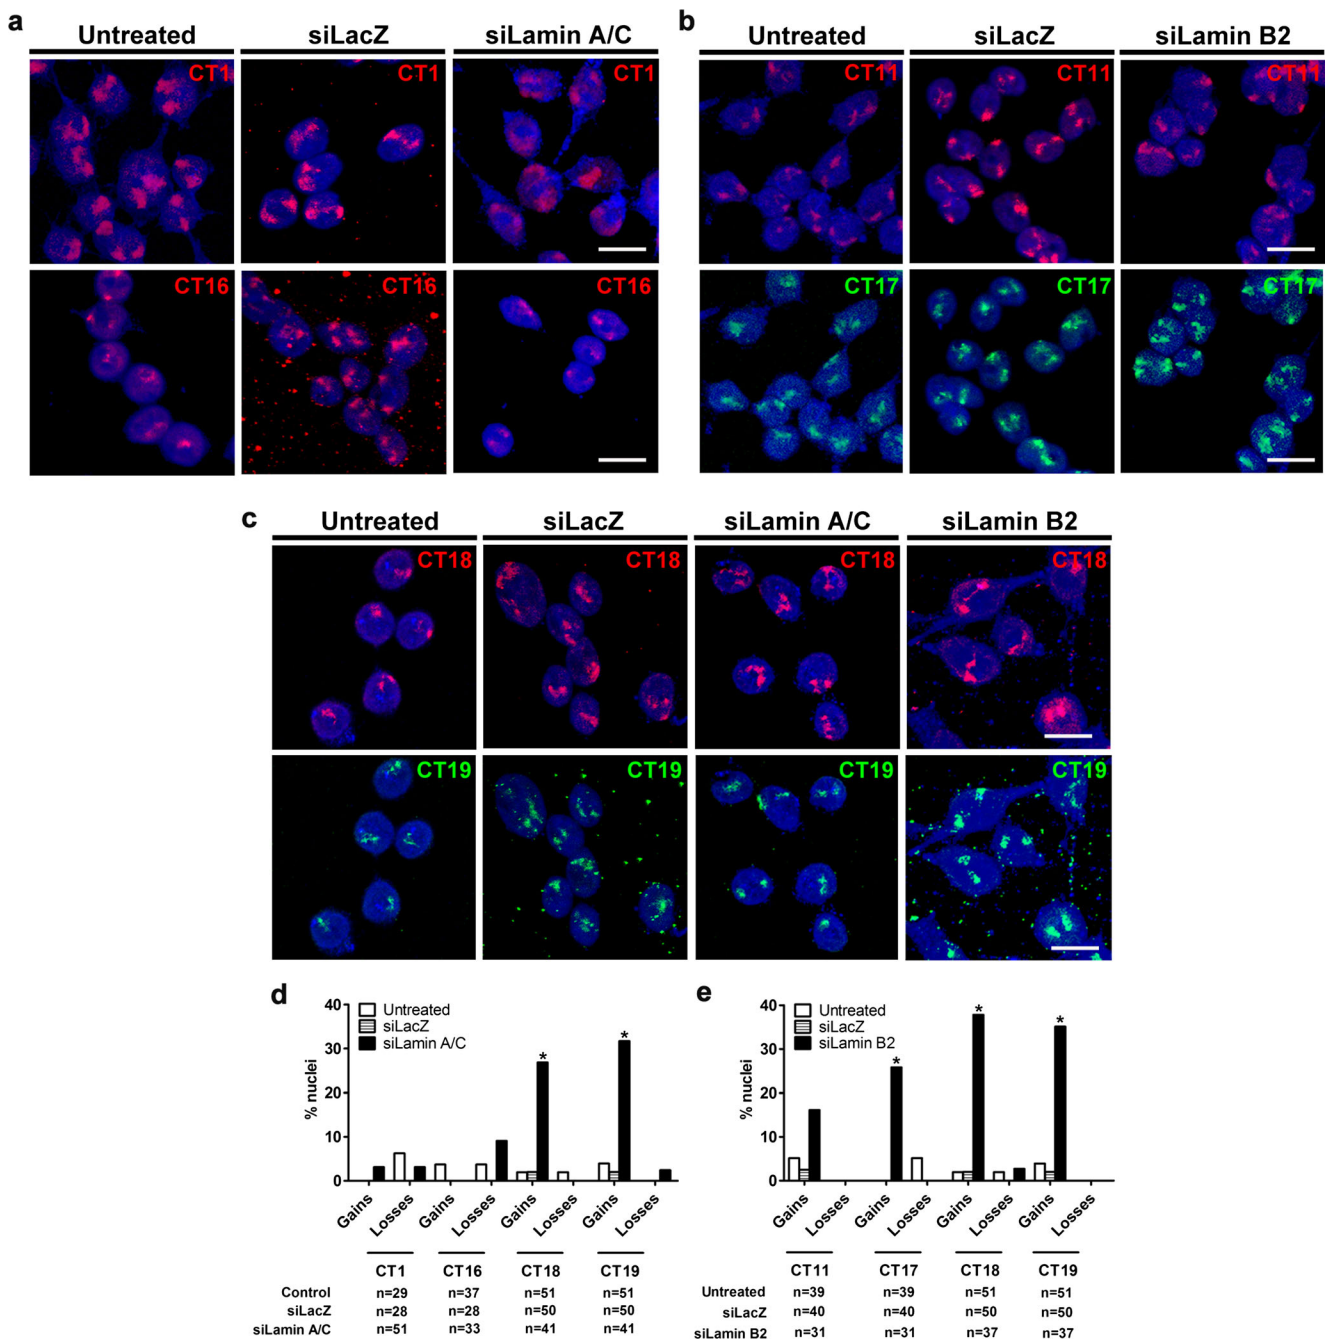 a
Untreated siLacZ siLamin A/C
CT1 CT1 CT1
CT16 CT16 CT16
b
Untreated siLacZ siLamin B2
CT11 CT11 CT11
CT17 CT17 CT17
c
Untreated siLacZ siLamin A/C siLamin B2
CT18 CT18 CT18 CT18
CT19 CT19 CT19 CT19
d
40
30
20
10
0
% nuclei
Untreated
siLacZ
siLamin A/C
* *
Gains Losses Gains Losses Gains Losses Gains Losses
CT1 CT16 CT18 CT19
Control n=29 n=37 n=51 n=51
siLacZ n=28 n=28 n=50 n=50
siLamin A/C n=51 n=33 n=41 n=41
e
40
30
20
10
0
% nuclei
Untreated
siLacZ
siLamin B2
* * *
Gains Losses Gains Losses Gains Losses Gains Losses
CT11 CT17 CT18 CT19
Untreated n=39 n=39 n=51 n=51
siLacZ n=40 n=40 n=50 n=50
siLamin B2 n=31 n=31 n=37 n=37